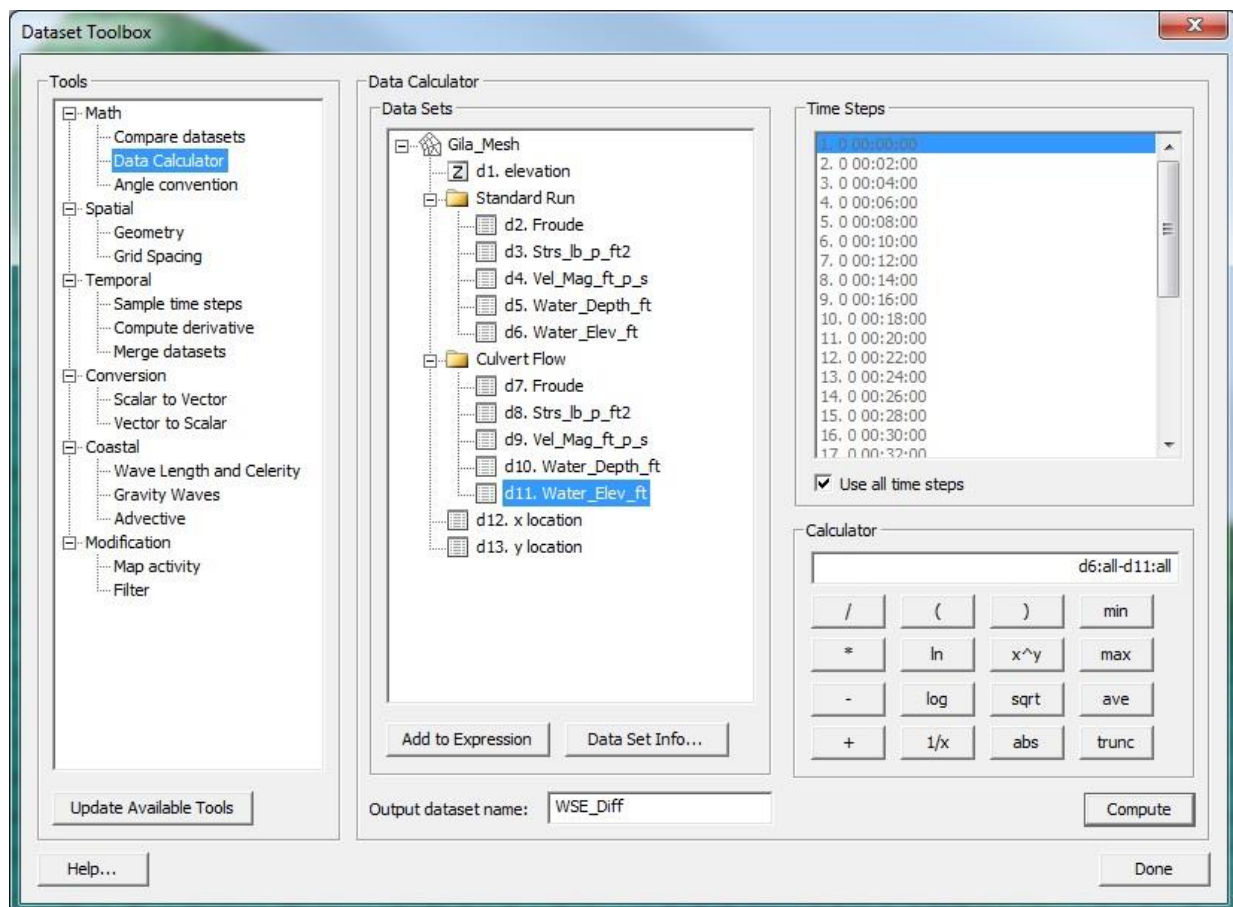 Dataset Toolbox
Tools
Math
Compare datasets
Data Calculator
Angle convention
Spatial
Geometry
Grid Spacing
Temporal
Sample time steps
Compute derivative
Merge datasets
Conversion
Scalar to Vector
Vector to Scalar
Coastal
Wave Length and Celerity
Gravity Waves
Advective
Modification
Map activity
Filter
Update Available Tools
Help...
Data Calculator
Data Sets
Gila_Mesh
Z d1. elevation
Standard Run
d2. Froude
d3. Strs_lb_p_ft2
d4. Vel_Mag_ft_p_s
d5. Water_Depth_ft
d6. Water_Elev_ft
Culvert Flow
d7. Froude
d8. Strs_lb_p_ft2
d9. Vel_Mag_ft_p_s
d10. Water_Depth_ft
d11. Water_Elev_ft
d12. x location
d13. y location
Add to Expression
Data Set Info...
Output dataset name: WSE_Diff
Time Steps
1. 0 00:00:00
2. 0 00:02:00
3. 0 00:04:00
4. 0 00:06:00
5. 0 00:08:00
6. 0 00:10:00
7. 0 00:12:00
8. 0 00:14:00
9. 0 00:16:00
10. 0 00:18:00
11. 0 00:20:00
12. 0 00:22:00
13. 0 00:24:00
14. 0 00:26:00
15. 0 00:28:00
16. 0 00:30:00
17. 0 00:32:00
Use all time steps
Calculator
d6:all-d11:all
/ ( ) min
* ln x^y max
- log sqrt ave
+ 1/x abs trunc
Compute
Done